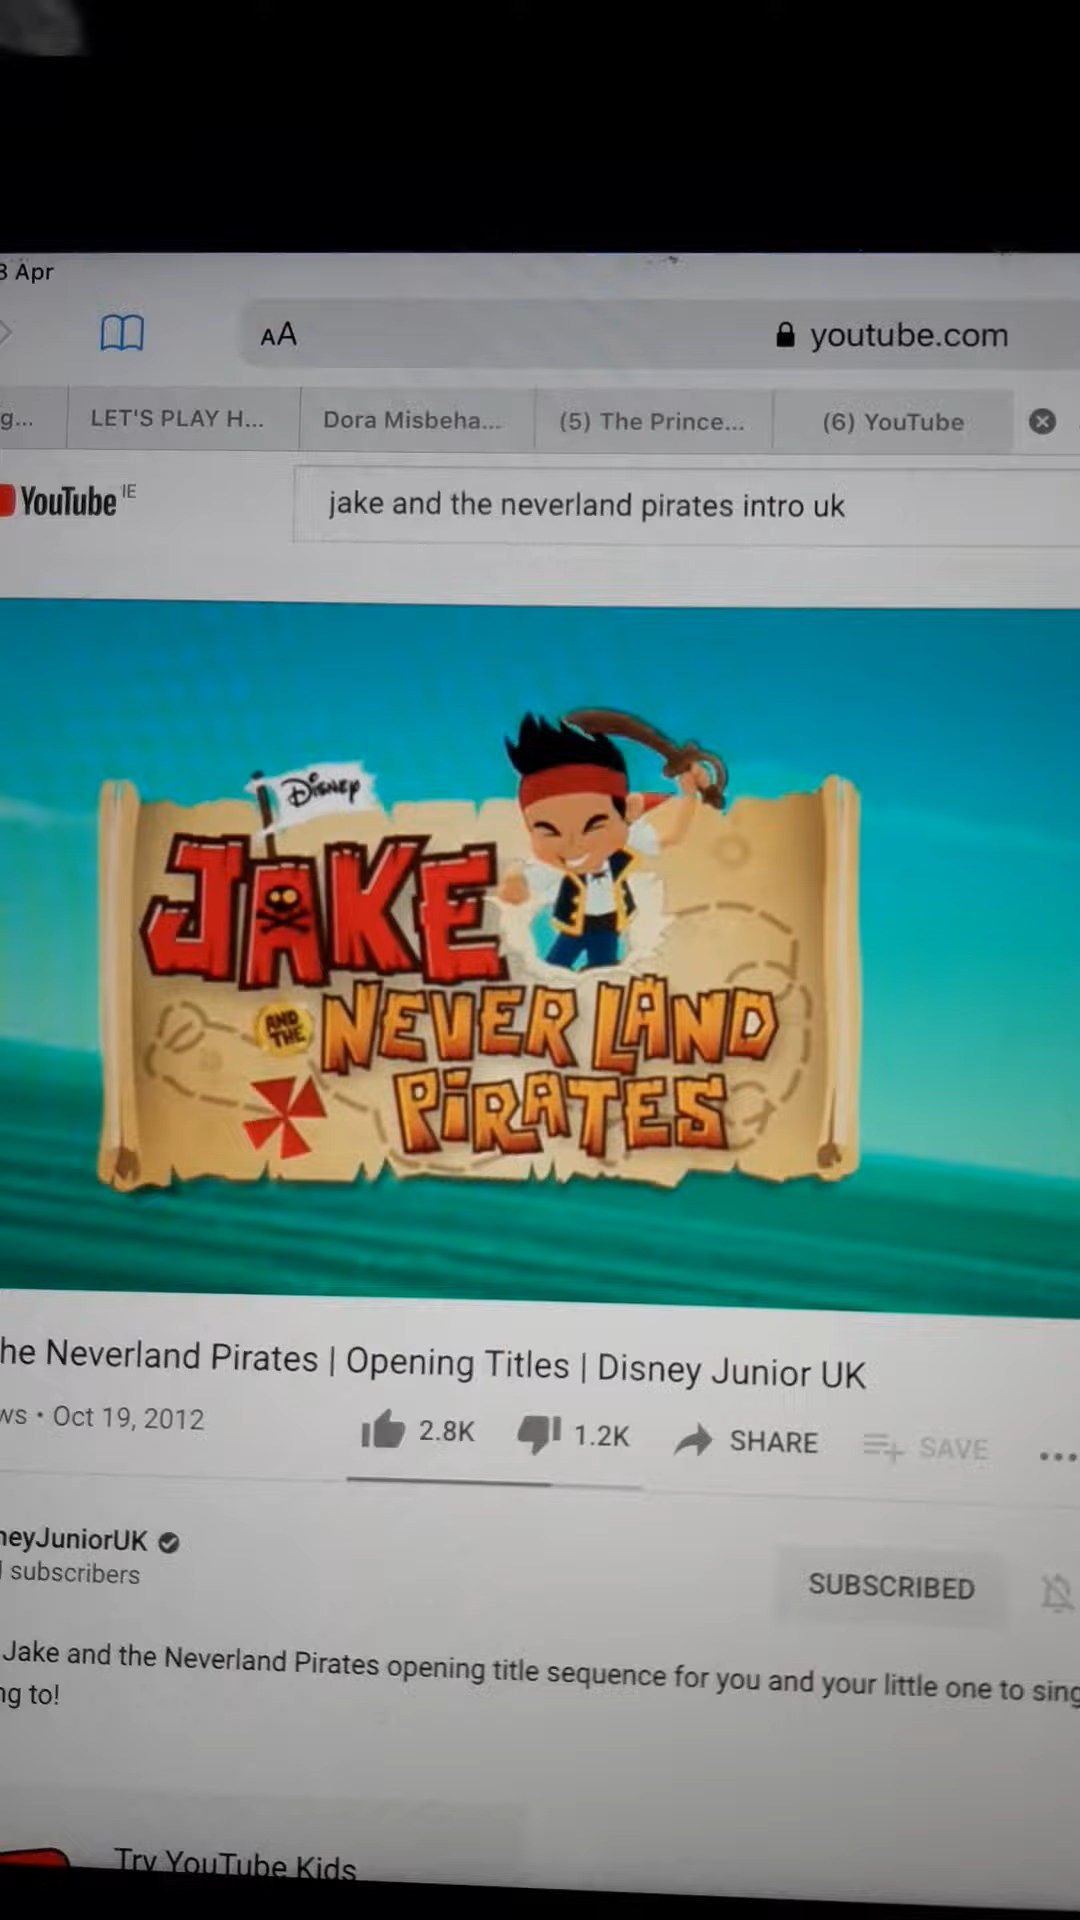 3 Apr
AA
youtube.com
g...
LET'S PLAY H...
Dora Misbeha...
(5) The Prince...
(6) YouTube
YouTube IE
jake and the neverland pirates intro uk
Disney
JAKE
AND THE
NEVER LAND
PiRATES
he Neverland Pirates | Opening Titles | Disney Junior UK
ws • Oct 19, 2012
2.8K
1.2K
SHARE
SAVE
neyJuniorUK
subscribers
SUBSCRIBED
Jake and the Neverland Pirates opening title sequence for you and your little one to sing
ng to!
Try YouTube Kids